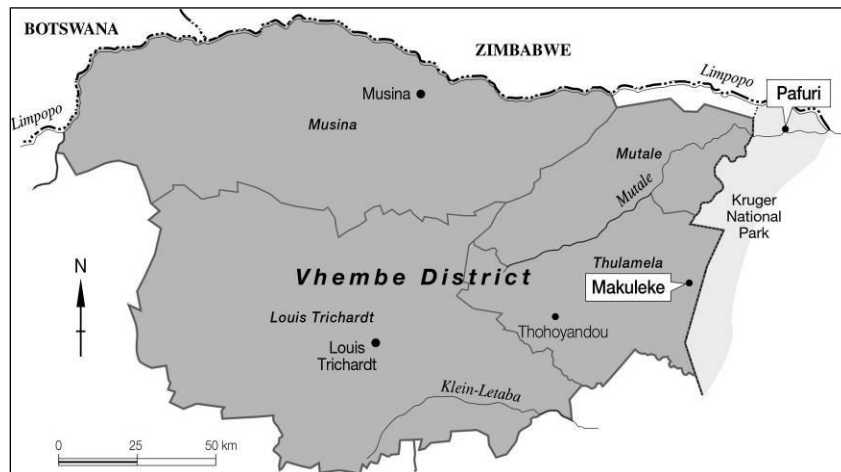 BOTSWANA
ZIMBABWE
Limpopo
Pafuri
Musina
Limpopo
Musina
Mutale
Mutale
Kruger
National
Park
N
Vhembe District
Thulamela
Makuleke
Louis Trichardt
Thohoyandou
Louis
Trichardt
Klein-Letaba
0 25 50 km